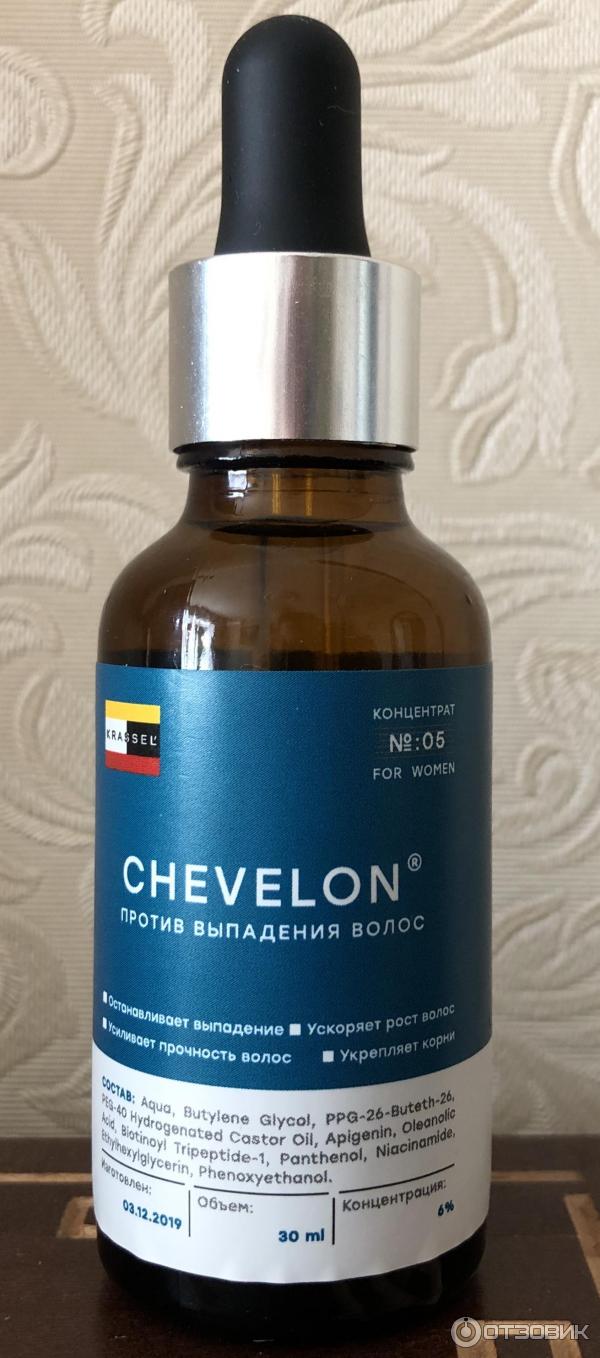 KRASSEL'
КОНЦЕНТРАТ
№:05
FOR WOMEN
CHEVELON®
ПРОТИВ ВЫПАДЕНИЯ ВОЛОС
Останавливает выпадение ■ Ускоряет рост волос
Усиливает прочность волос ■ Укрепляет корни
СОСТАВ: Aqua, Butylene Glycol, PPG-26-Buteth-26,
PEG-40 Hydrogenated Castor Oil, Apigenin, Oleanolic
Acid, Biotinoyl Tripeptide-1, Panthenol, Niacinamide,
Ethylhexylglycerin, Phenoxyethanol.
Изготовлен:
03.12.2019
Объем:
30 ml
Концентрация:
6%
ОТЗОВИК